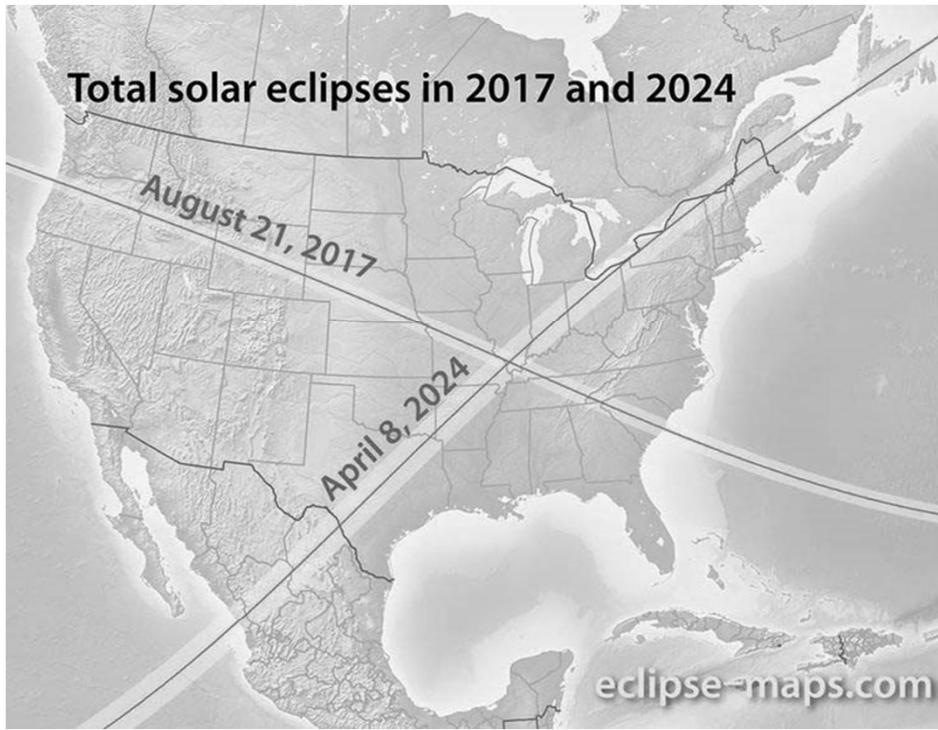 Total solar eclipses in 2017 and 2024
August 21, 2017
April 8, 2024
eclipse-maps.com